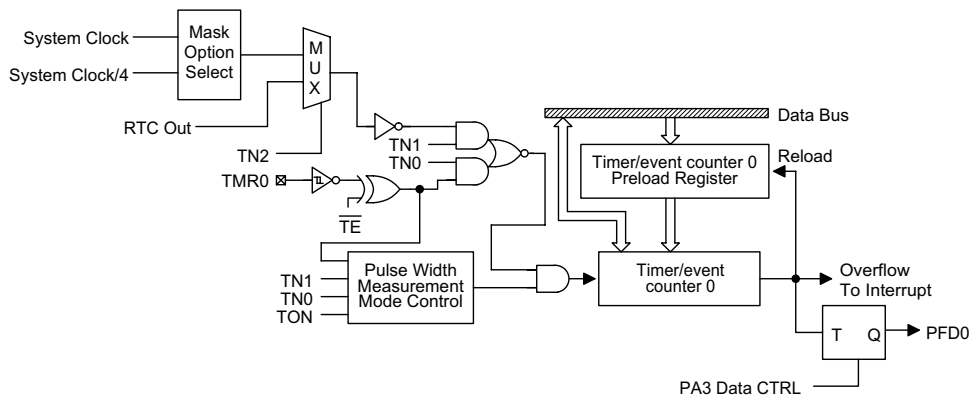 System Clock
System Clock/4
Mask
Option
Select
M
U
X
RTC Out
TN2
TN1
TN0
TMR0
TE
TN1
TN0
TON
Pulse Width
Measurement
Mode Control
Data Bus
Timer/event counter 0
Preload Register
Reload
Timer/event
counter 0
Overflow
To Interrupt
T Q
PFD0
PA3 Data CTRL